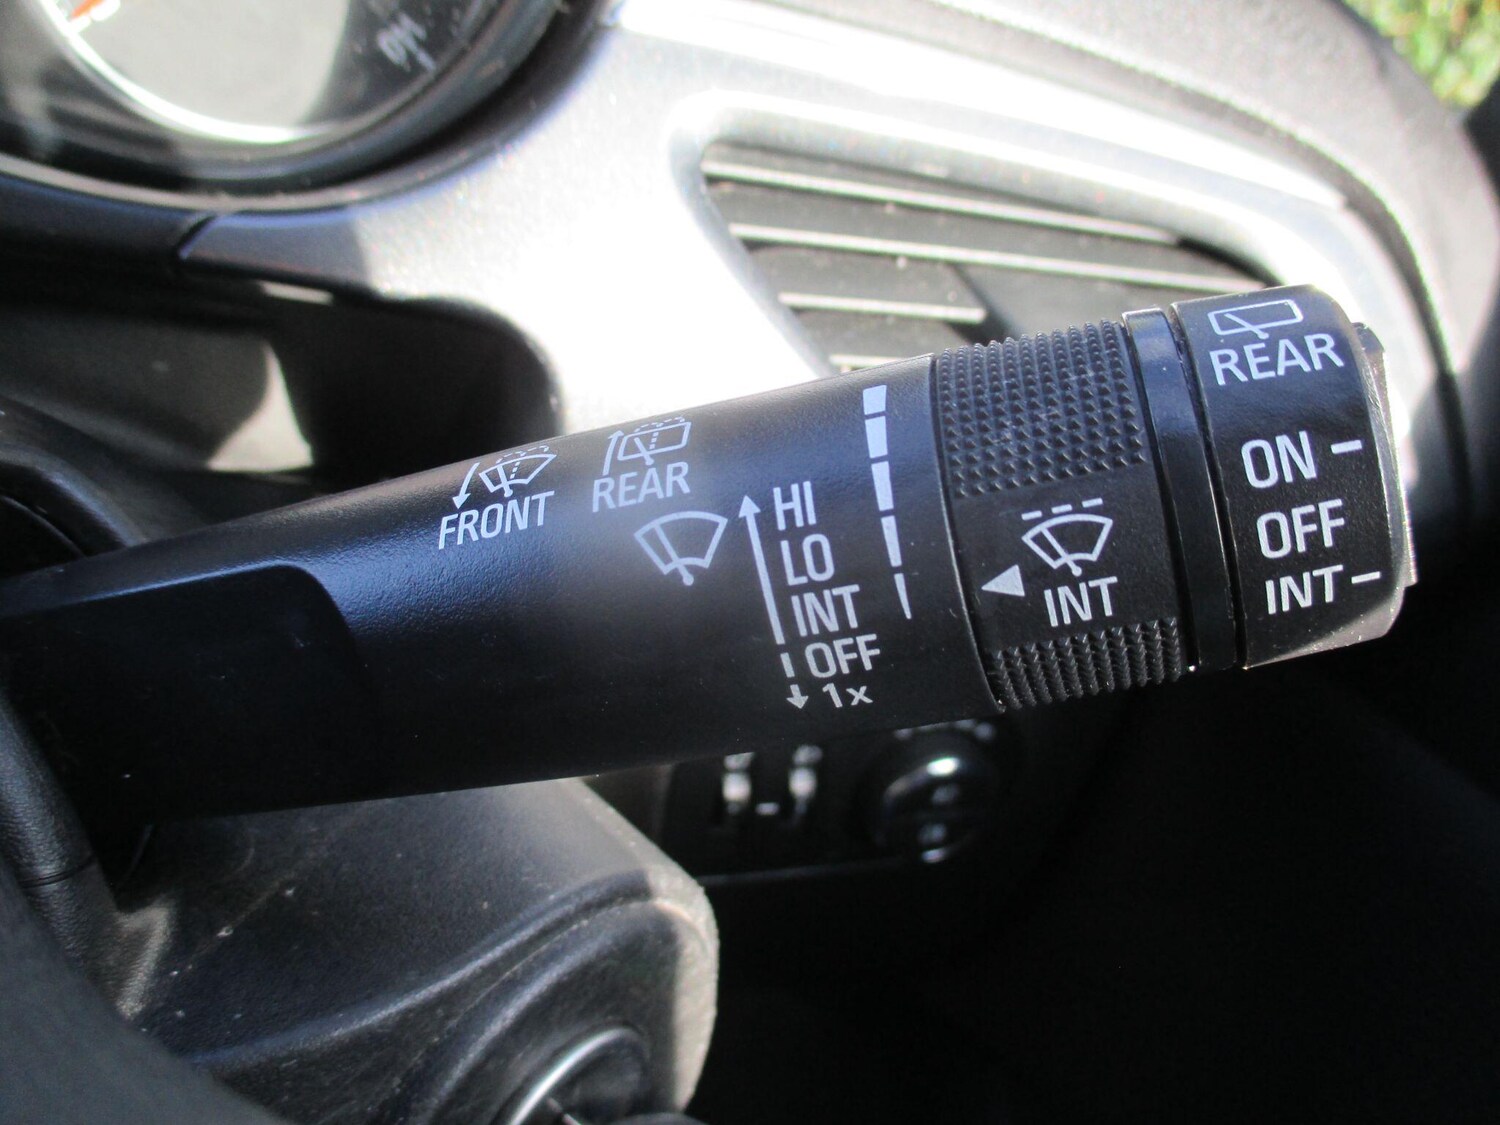 FRONT
REAR
HI
LO
INT
OFF
1x
INT
REAR
ON
OFF
INT